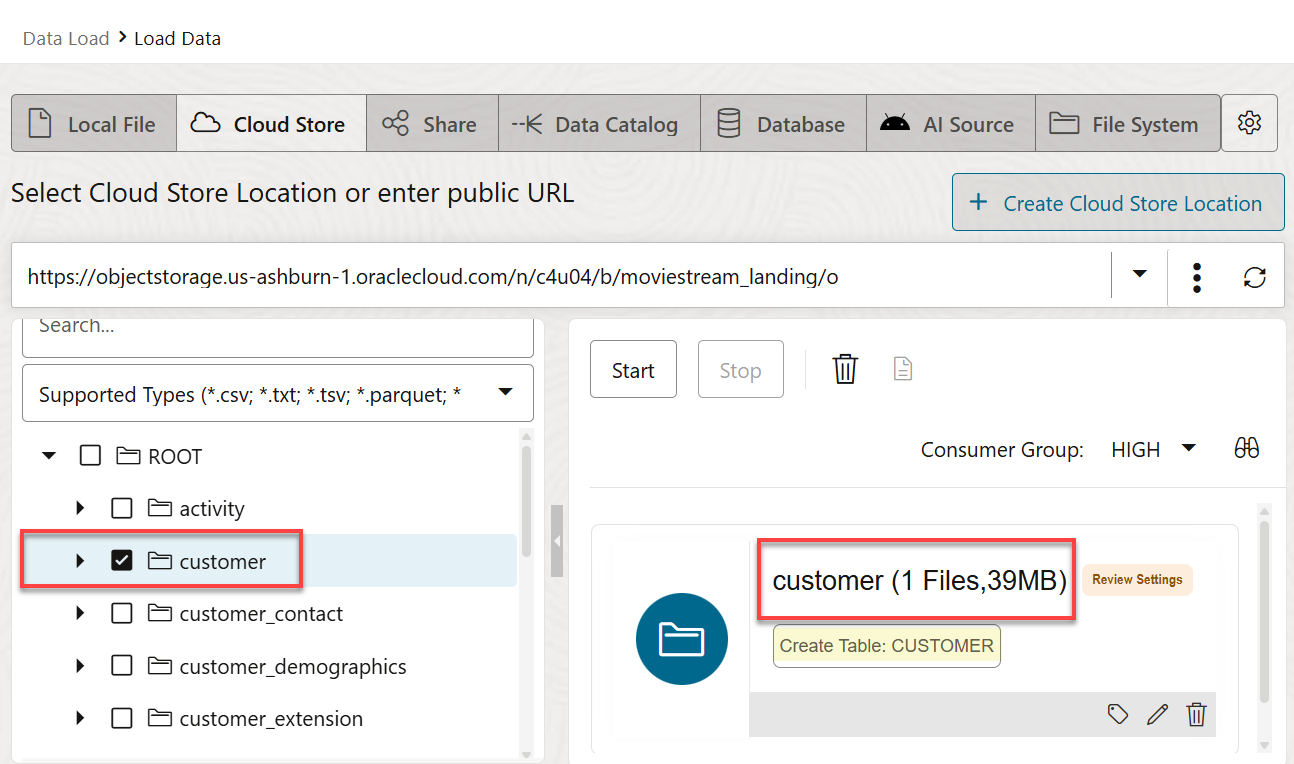 Data Load > Load Data
Local File
Cloud Store
Share
Data Catalog
Database
AI Source
File System
Select Cloud Store Location or enter public URL
+ Create Cloud Store Location
https://objectstorage.us-ashburn-1.oraclecloud.com/n/c4u04/b/moviestream_landing/o
Search...
Supported Types (*.csv; *.txt; *.tsv; *.parquet; *
ROOT
activity
customer
customer_contact
customer_demographics
customer_extension
Start
Stop
Consumer Group: HIGH
customer (1 Files,39MB)
Review Settings
Create Table: CUSTOMER